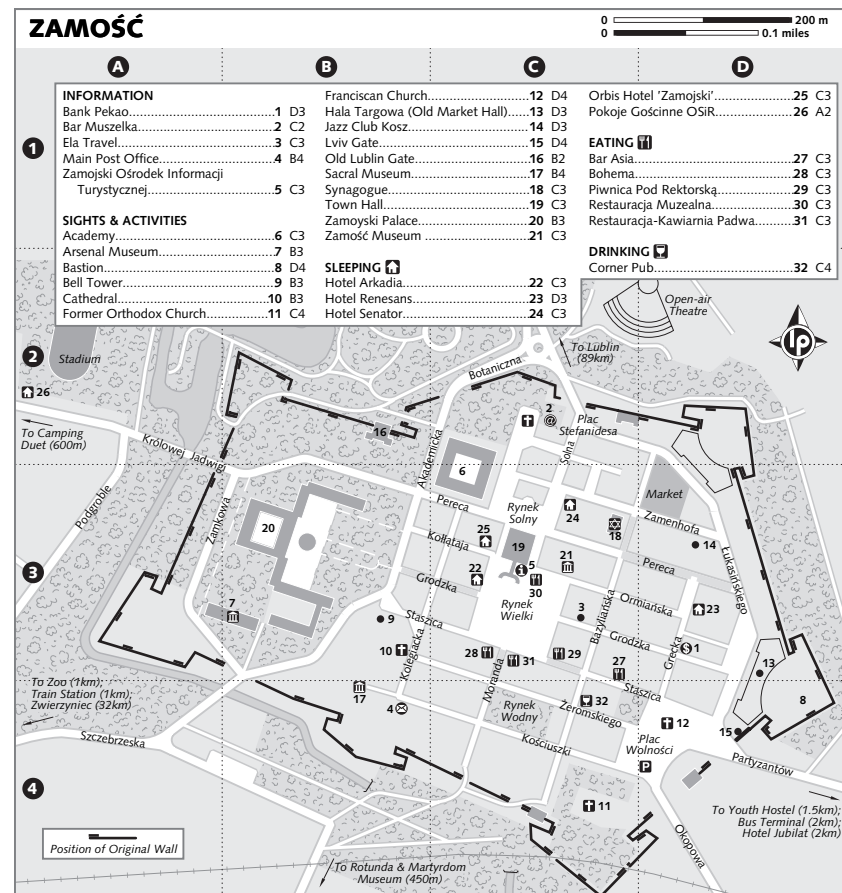 ZAMOŚĆ
0 200 m
0 0.1 miles
A B C D
1
INFORMATION
Bank Pekao 1 D3
Bar Muszelka 2 C2
Ela Travel 3 C3
Main Post Office 4 B4
Zamojski Ośrodek Informacji
Turystycznej 5 C3
SIGHTS & ACTIVITIES
Academy 6 C3
Arsenal Museum 7 B3
Bastion 8 D4
Bell Tower 9 B3
Cathedral 10 B3
Former Orthodox Church 11 C4
Franciscan Church 12 D4
Hala Targowa (Old Market Hall) 13 D3
Jazz Club Kosz 14 D3
Lviv Gate 15 D4
Old Lublin Gate 16 B2
Sacral Museum 17 B4
Synagogue 18 C3
Town Hall 19 C3
Zamoyski Palace 20 B3
Zamość Museum 21 C3
SLEEPING
Hotel Arkadia 22 C3
Hotel Renesans 23 D3
Hotel Senator 24 C3
Orbis Hotel 'Zamojski' 25 C3
Pokoje Gościnne OSiR 26 A2
EATING
Bar Asia 27 C3
Bohema 28 C3
Piwnica Pod Rektorską 29 C3
Restauracja Muzealna 30 C3
Restauracja-Kawiarnia Padwa 31 C3
DRINKING
Corner Pub 32 C4
Open-air
Theatre
lp
2
Stadium
To Lublin
(89km)
Botaniczna
26
2
@
Plac
Stefanidesa
To Camping
Duet (600m)
Królowej Jadwigi
16
Akademicka
Solna
6
Podgroble
Zamkowa
Pereca
Rynek
Solny
Market
24
Zamenhofa
20
Kołłątaja
25
19
18
14
Łukasińskiego
3
22
5
21
Pereca
Grodzka
30
Ormiańska
7
Rynek
Wielki
3
Bazyliańska
23
Staszica
9
Grodzka
Grecka
$ 1
10
Kolegiacka
28
31
29
27
13
To Zoo (1km);
Train Station (1km);
Zwierzyniec (32km)
17
Moranda
Staszica
8
4
Rynek
Wodny
32
Żeromskiego
12
Szczebrzeska
Kościuszki
Plac
Wolności
15
P
Partyzantów
4
11
Okopowa
To Youth Hostel (1.5km);
Bus Terminal (2km);
Hotel Jubilat (2km)
Position of Original Wall
To Rotunda & Martyrdom
Museum (450m)